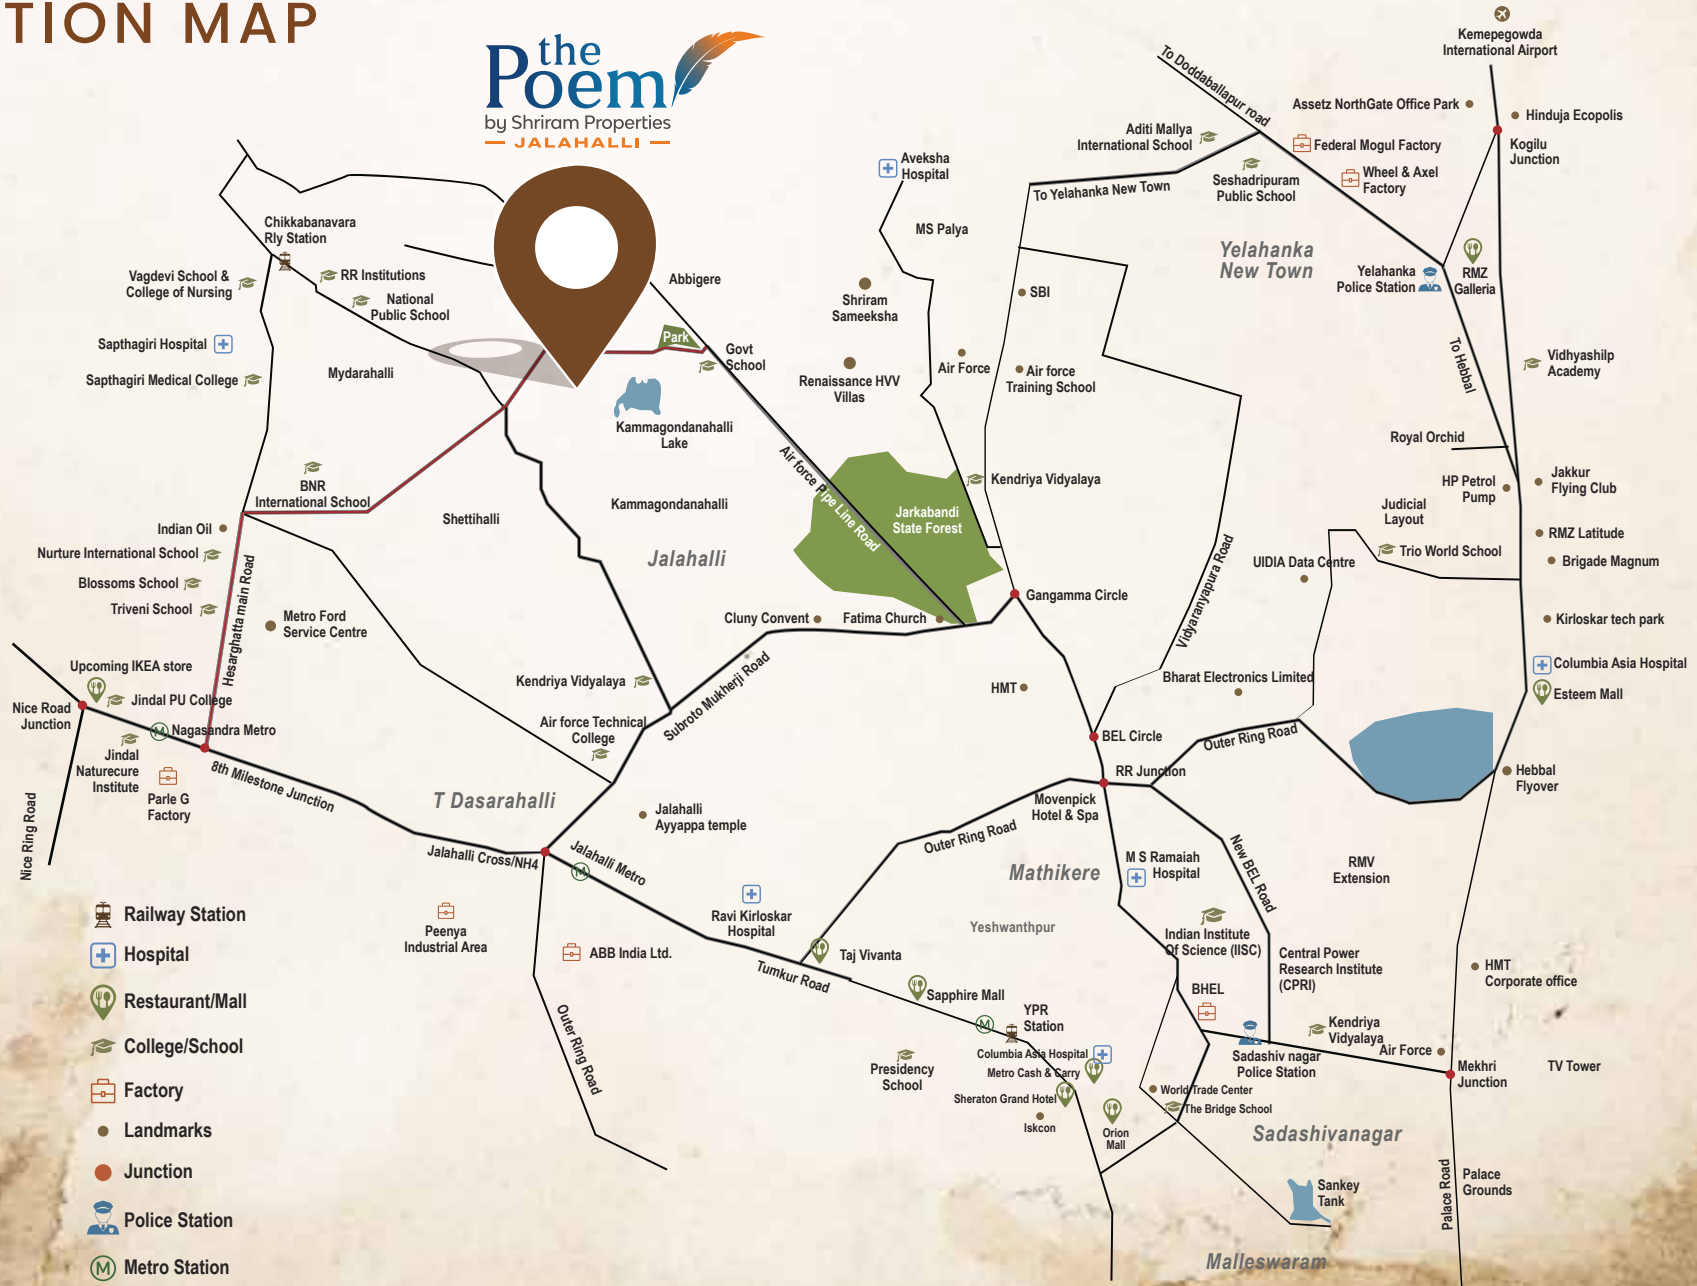 TION MAP
the
Poem
by Shriram Properties
JALAHALLI
Kemepegowda
International Airport
To Doddaballapur road
Assetz NorthGate Office Park
Hinduja Ecopolis
Aditi Mallya
International School
Federal Mogul Factory
Kogilu
Junction
Aveksha
Hospital
Seshadripuram
Public School
Wheel & Axel
Factory
To Yelahanka New Town
MS Palya
Chikkabanavara
Rly Station
Yelahanka
New Town
Vagdevi School &
College of Nursing
RR Institutions
Abbigere
Yelahanka
Police Station
RMZ
Galleria
National
Public School
Shriram
Sameeksha
SBI
Sapthagiri Hospital
Park
Govt
School
To Hebbal
Vidhyashilp
Academy
Sapthagiri Medical College
Mydarahalli
Renaissance HVV
Villas
Air Force
Air force
Training School
Kammagondanahalli
Lake
Royal Orchid
Air force Pipe Line Road
BNR
International School
Kendriya Vidyalaya
HP Petrol
Pump
Jakkur
Flying Club
Kammagondanahalli
Judicial
Layout
Shettihalli
Jarkabandi
State Forest
Indian Oil
RMZ Latitude
Nurture International School
Jalahalli
Vidyaranyapura Road
Trio World School
UIDIA Data Centre
Brigade Magnum
Blossoms School
Triveni School
Gangamma Circle
Hesarghatta main Road
Metro Ford
Service Centre
Cluny Convent
Fatima Church
Kirloskar tech park
Upcoming IKEA store
Columbia Asia Hospital
Kendriya Vidyalaya
Subroto Mukherji Road
HMT
Bharat Electronics Limited
Esteem Mall
Jindal PU College
Nice Road
Junction
Nagasandra Metro
Air force Technical
College
BEL Circle
Outer Ring Road
Jindal
Naturecure
Institute
RR Junction
Hebbal
Flyover
8th Milestone Junction
Parle G
Factory
T Dasarahalli
Movenpick
Hotel & Spa
Jalahalli
Ayyappa temple
Nice Ring Road
Outer Ring Road
New BEL Road
Jalahalli Cross/NH4
Jalahalli Metro
Mathikere
M S Ramaiah
Hospital
RMV
Extension
Railway Station
Peenya
Industrial Area
Ravi Kirloskar
Hospital
Yeshwanthpur
Indian Institute
Of Science (IISC)
Hospital
ABB India Ltd.
Taj Vivanta
Central Power
Research Institute
(CPRI)
HMT
Corporate office
Tumkur Road
Restaurant/Mall
Sapphire Mall
BHEL
Outer Ring Road
YPR
Station
Kendriya
Vidyalaya
College/School
Columbia Asia Hospital
Sadashiv nagar
Police Station
Air Force
Presidency
School
Metro Cash & Carry
Mekhri
Junction
TV Tower
Factory
Sheraton Grand Hotel
World Trade Center
The Bridge School
Landmarks
Iskcon
Orion
Mall
Sadashivanagar
Junction
Palace Road
Palace
Grounds
Sankey
Tank
Police Station
Malleswaram
Metro Station